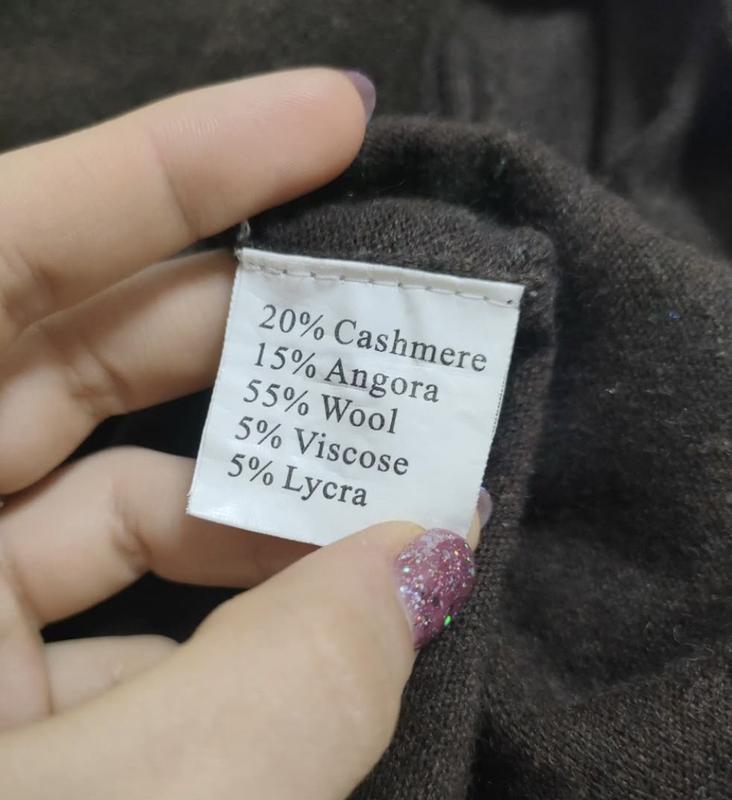 20% Cashmere
15% Angora
55% Wool
5% Viscose
5% Lycra